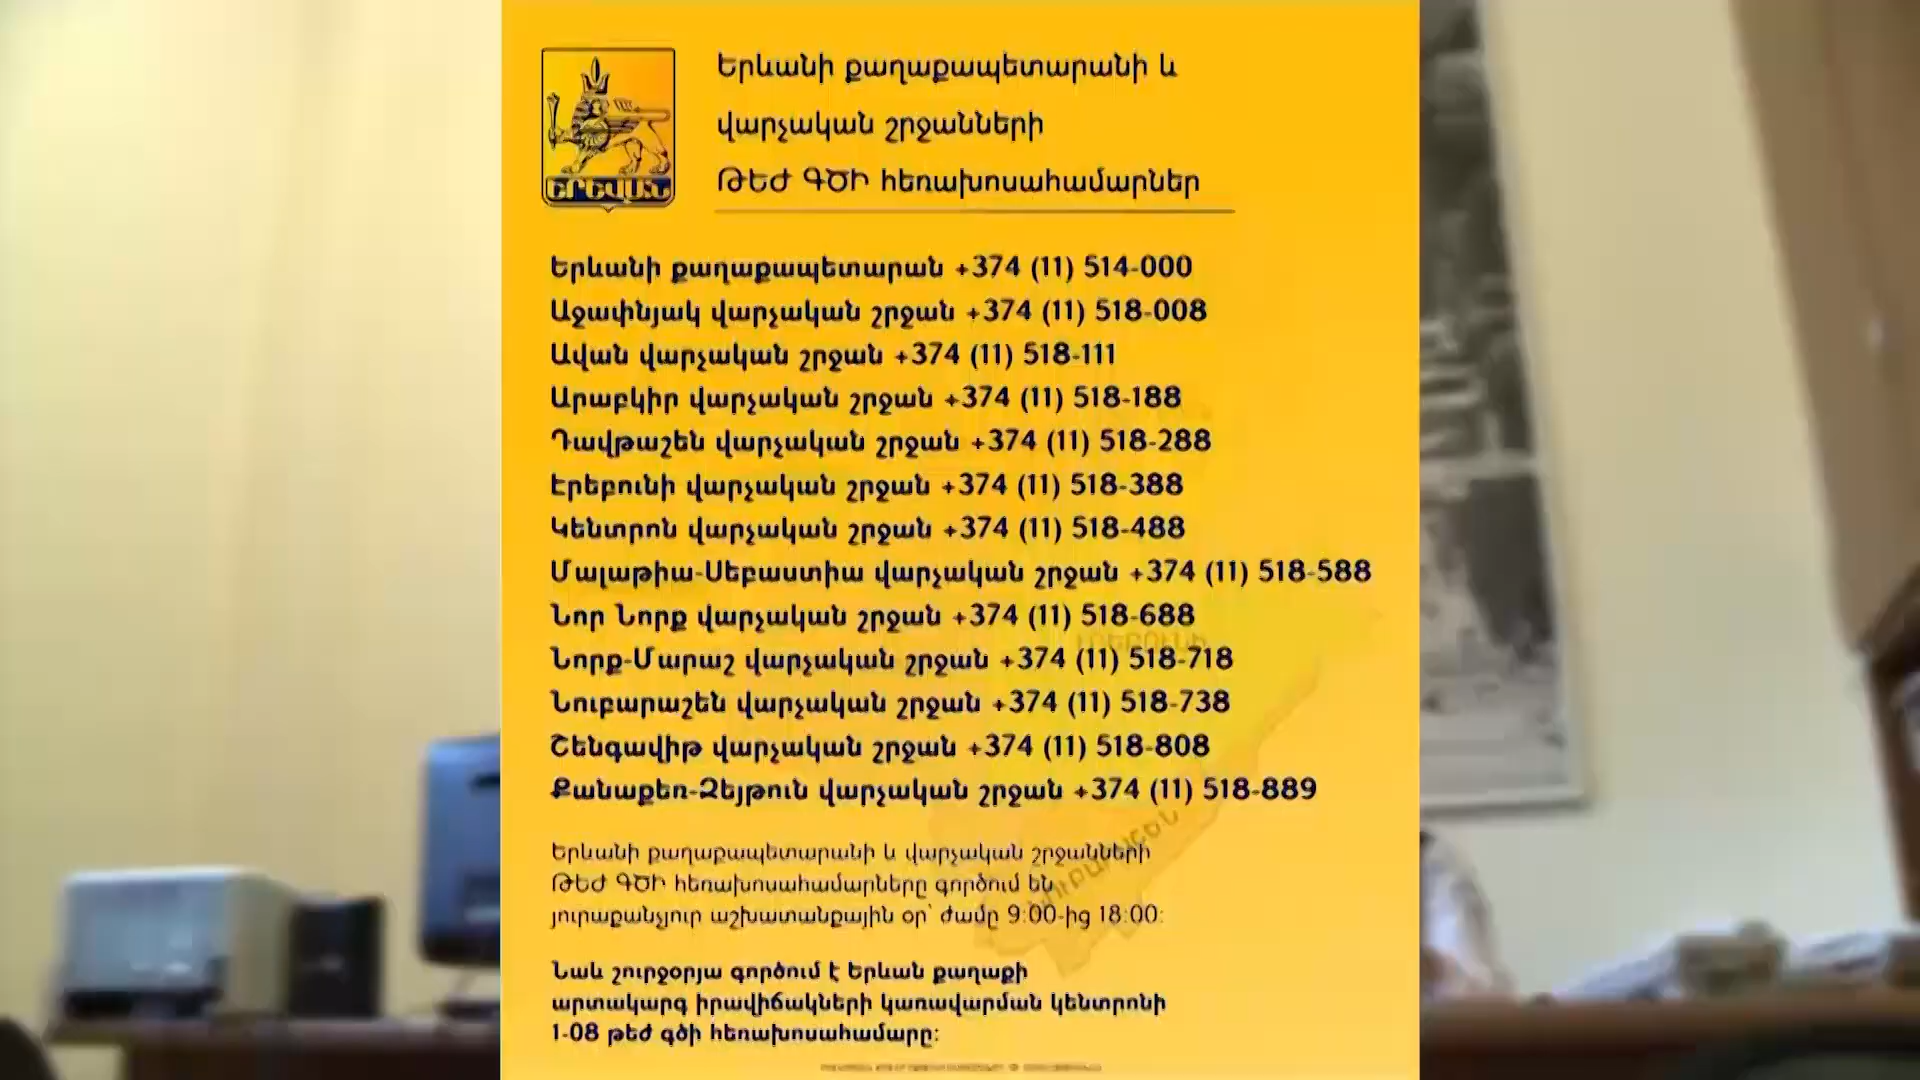 ԵՐԵՎԱՆ
Երևանի քաղաքապետարանի և
վարչական շրջանների
ԹԵԺ ԳԾԻ հեռախոսահամարներ
Երևանի քաղաքապետարան +374 (11) 514-000
Աջափնյակ վարչական շրջան +374 (11) 518-008
Ավան վարչական շրջան +374 (11) 518-111
Արաբկիր վարչական շրջան +374 (11) 518-188
Դավթաշեն վարչական շրջան +374 (11) 518-288
Էրեբունի վարչական շրջան +374 (11) 518-388
Կենտրոն վարչական շրջան +374 (11) 518-488
Մալաթիա-Սեբաստիա վարչական շրջան +374 (11) 518-588
Նոր Նորք վարչական շրջան +374 (11) 518-688
Նորք-Մարաշ վարչական շրջան +374 (11) 518-718
Նուբարաշեն վարչական շրջան +374 (11) 518-738
Շենգավիթ վարչական շրջան +374 (11) 518-808
Քանաքեռ-Զեյթուն վարչական շրջան +374 (11) 518-889
Երևանի քաղաքապետարանի և վարչական շրջանների
ԹԵԺ ԳԾԻ հեռախոսահամարները գործում են
յուրաքանչյուր աշխատանքային օր՝ ժամը 9:00-ից 18:00:
Նաև շուրջօրյա գործում է Երևան քաղաքի
արտակարգ իրավիճակների կառավարման կենտրոնի
1-08 թեժ գծի հեռախոսահամարը:
ԷՐԵԲՈՒՆԻ
ՆՈՒԲԱՐԱՇԵՆ